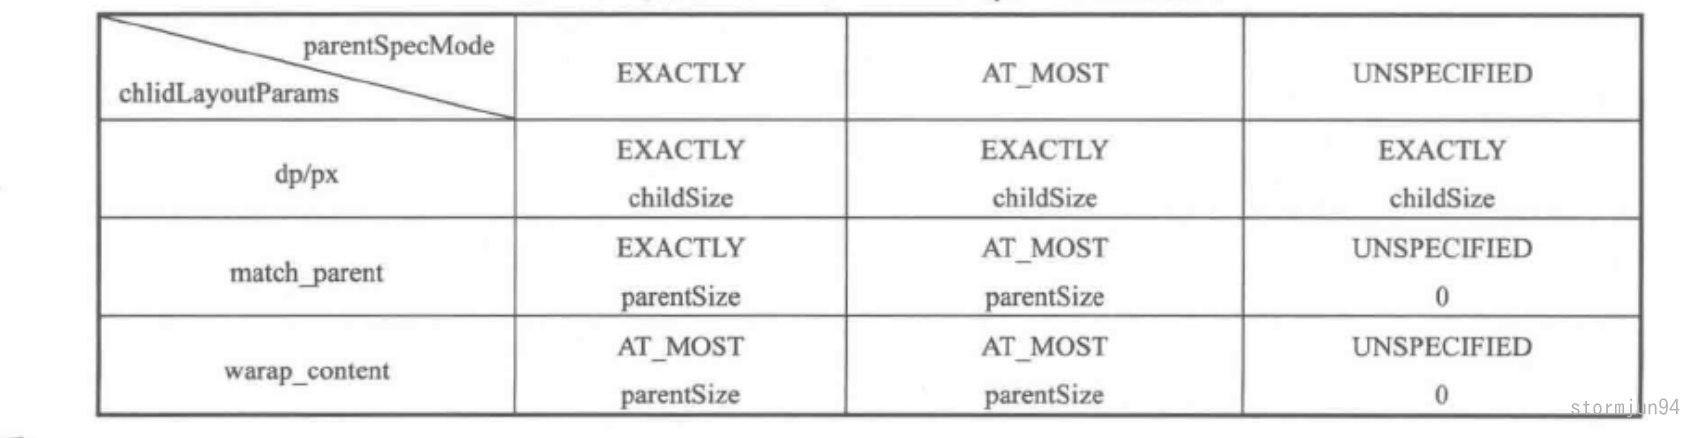 parentSpecMode
chlidLayoutParams
EXACTLY
AT_MOST
UNSPECIFIED
dp/px
EXACTLY
childSize
EXACTLY
childSize
EXACTLY
childSize
match_parent
EXACTLY
parentSize
AT_MOST
parentSize
UNSPECIFIED
0
warap_content
AT_MOST
parentSize
AT_MOST
parentSize
UNSPECIFIED
0
stormjun94